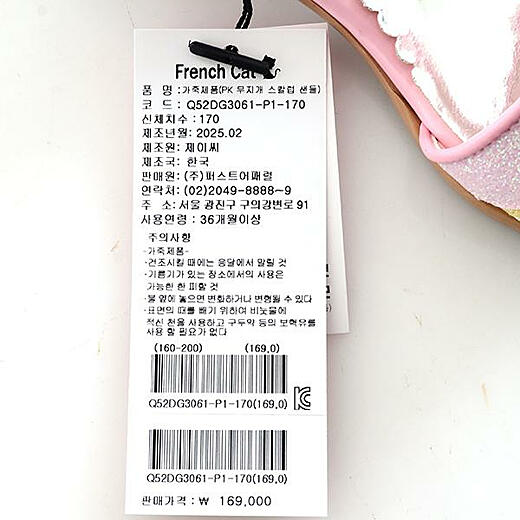 French Cat
품 명 :가죽제품(PK 무지개 스칼럽 샌들)
코 드 : Q52DG3061-P1-170
신체치수 : 170
제조년월: 2025.02
제조원: 제이씨
제조국: 한국
판매원: (주)퍼스트어패럴
연락처: (02)2049-8888~9
주 소: 서울 광진구 구의강변로 91
사용연령 : 36개월이상
주의사항
-가죽제품-
-건조시킬 때에는 응달에서 말릴 것
-기름기가 있는 장소에서의 사용은
가능한 한 피할 것
-불 옆에 놓으면 변화하거나 변형될 수 있다
-표면의 때를 빼기 위하여 비눗물에
적신 천을 사용하고 구두약 등의 보혁유를
사용 할 필요가 없다
(160-200) (169,0)
Q52DG3061-P1-170(169,0)
Q52DG3061-P1-170(169,0)
판매가격 : ₩ 169,000